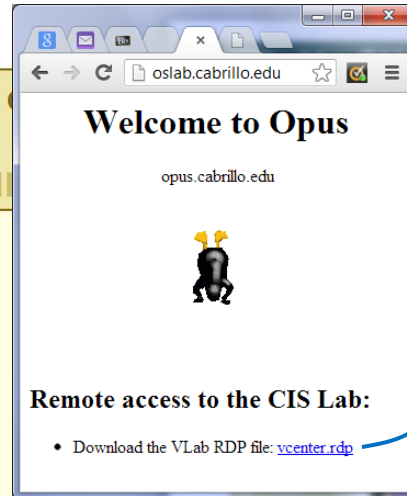 oslab.cabrillo.edu
Welcome to Opus
opus.cabrillo.edu
Remote access to the CIS Lab:
• Download the VLab RDP file: vcenter.rdp